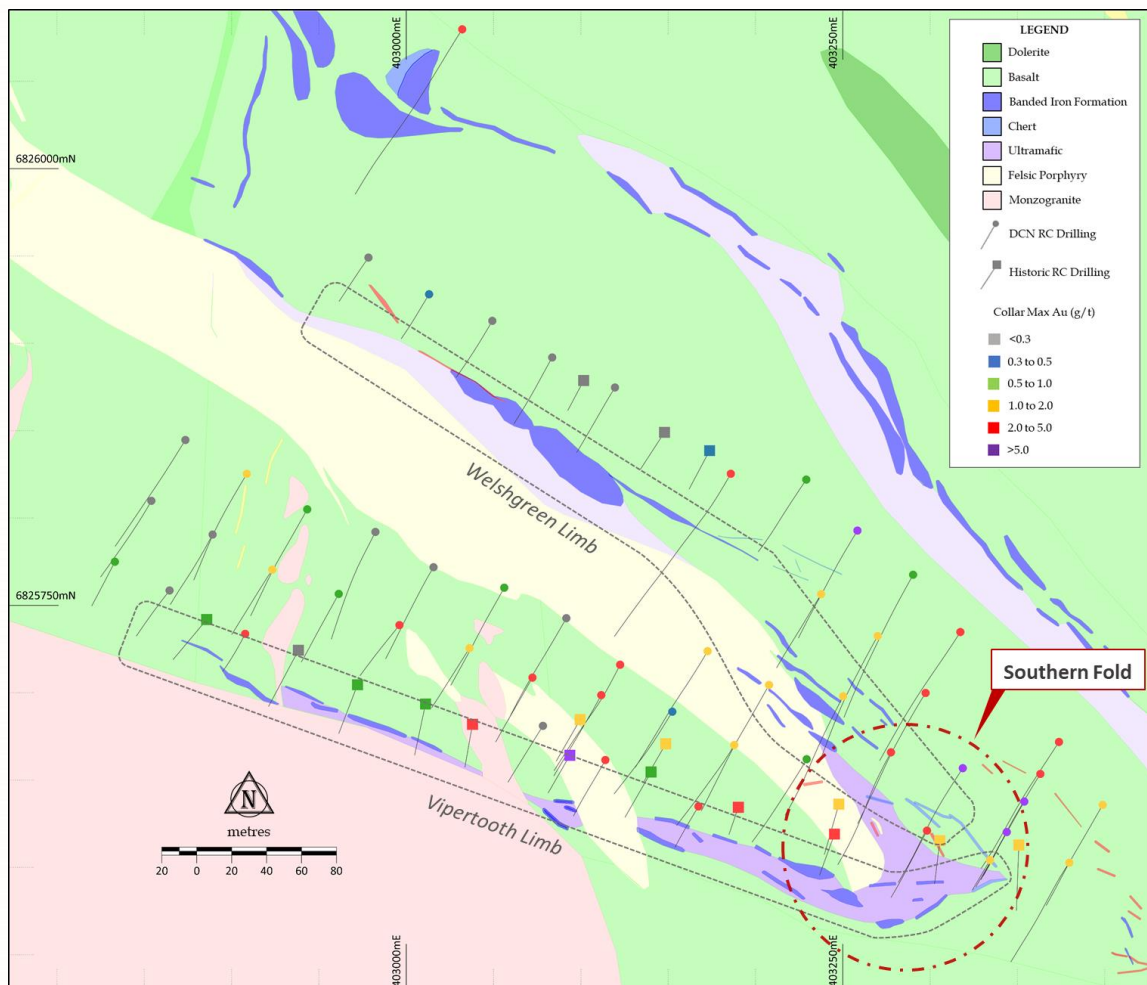 403000mE
403250mE
LEGEND
Dolerite
Basalt
Banded Iron Formation
Chert
Ultramafic
Felsic Porphyry
Monzogranite
DCN RC Drilling
Historic RC Drilling
Collar Max Au (g/t)
<0.3
0.3 to 0.5
0.5 to 1.0
1.0 to 2.0
2.0 to 5.0
>5.0
6826000mN
Welshgreen Limb
6825750mN
Southern Fold
Vipertooth Limb
N
metres
20 0 20 40 60 80
403000mE
403250mE